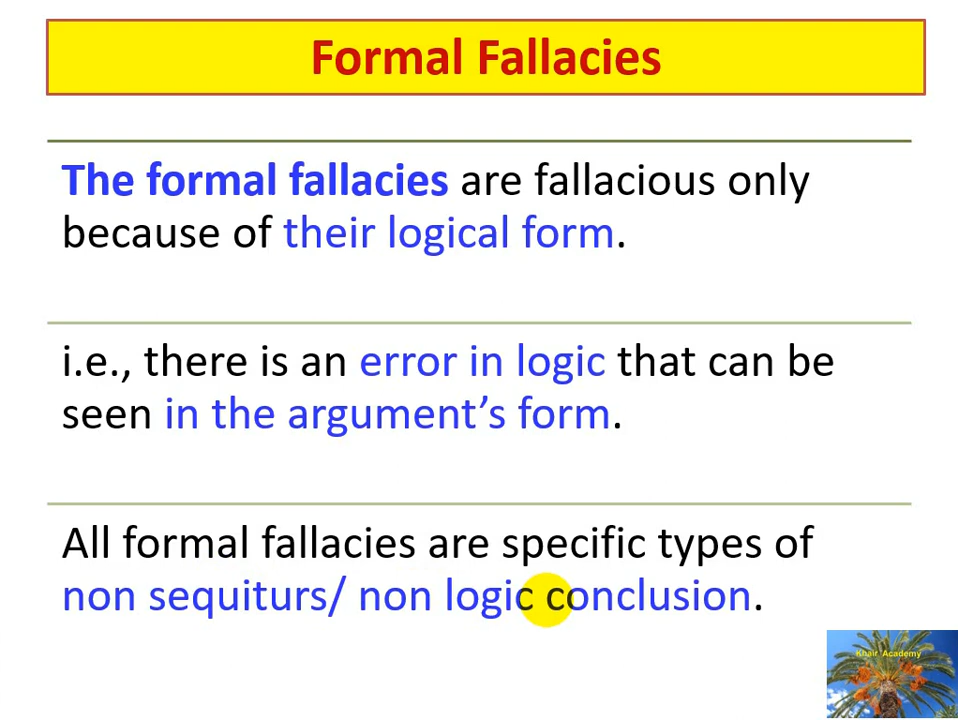 Formal Fallacies
The formal fallacies are fallacious only
because of their logical form.
i.e., there is an error in logic that can be
seen in the argument’s form.
All formal fallacies are specific types of
non sequiturs/ non logic conclusion.
Khair Academy